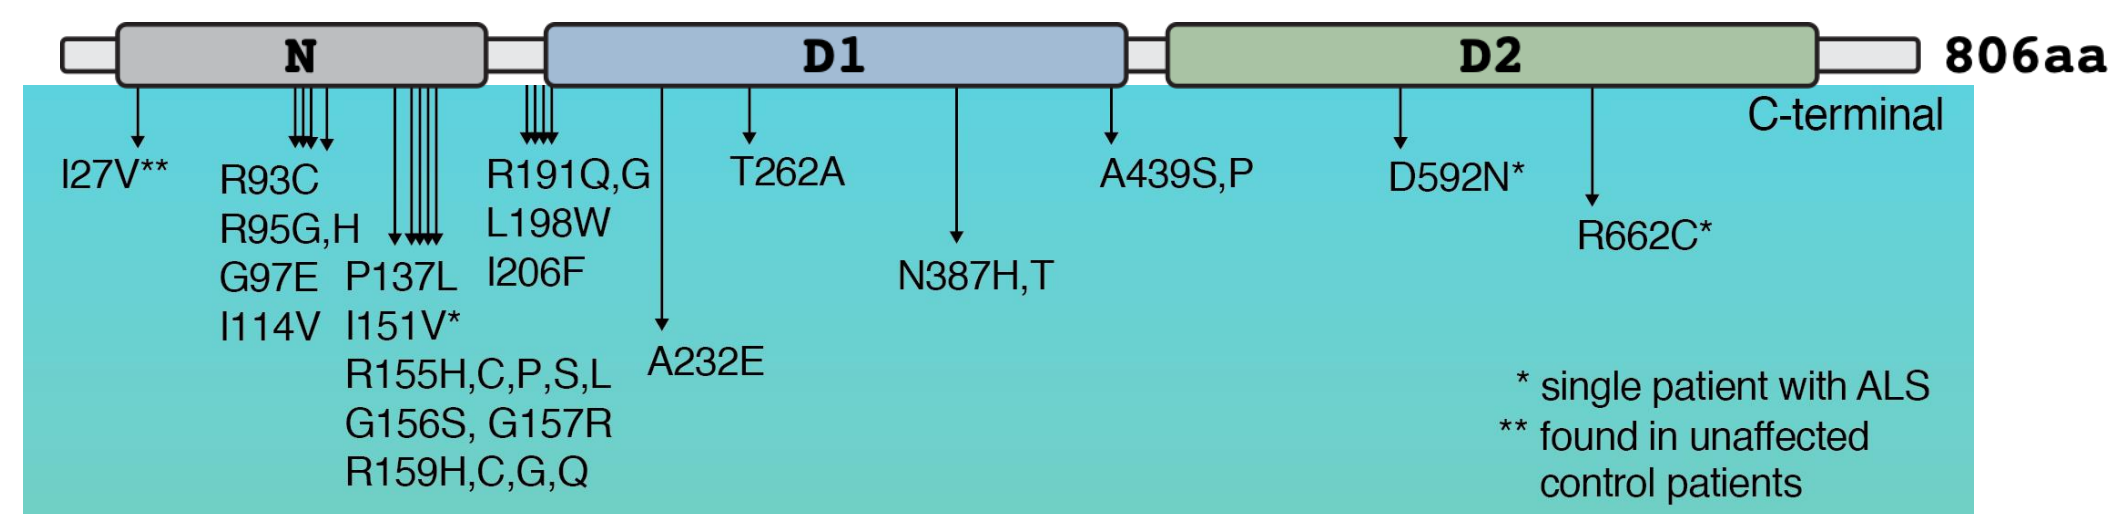 N
D1
D2
806aa
C-terminal
I27V**
R93C
R95G,H
G97E
I114V
P137L
I151V*
R155H,C,P,S,L
G156S, G157R
R159H,C,G,Q
R191Q,G
L198W
I206F
A232E
T262A
N387H,T
A439S,P
D592N*
R662C*
* single patient with ALS
** found in unaffected
control patients